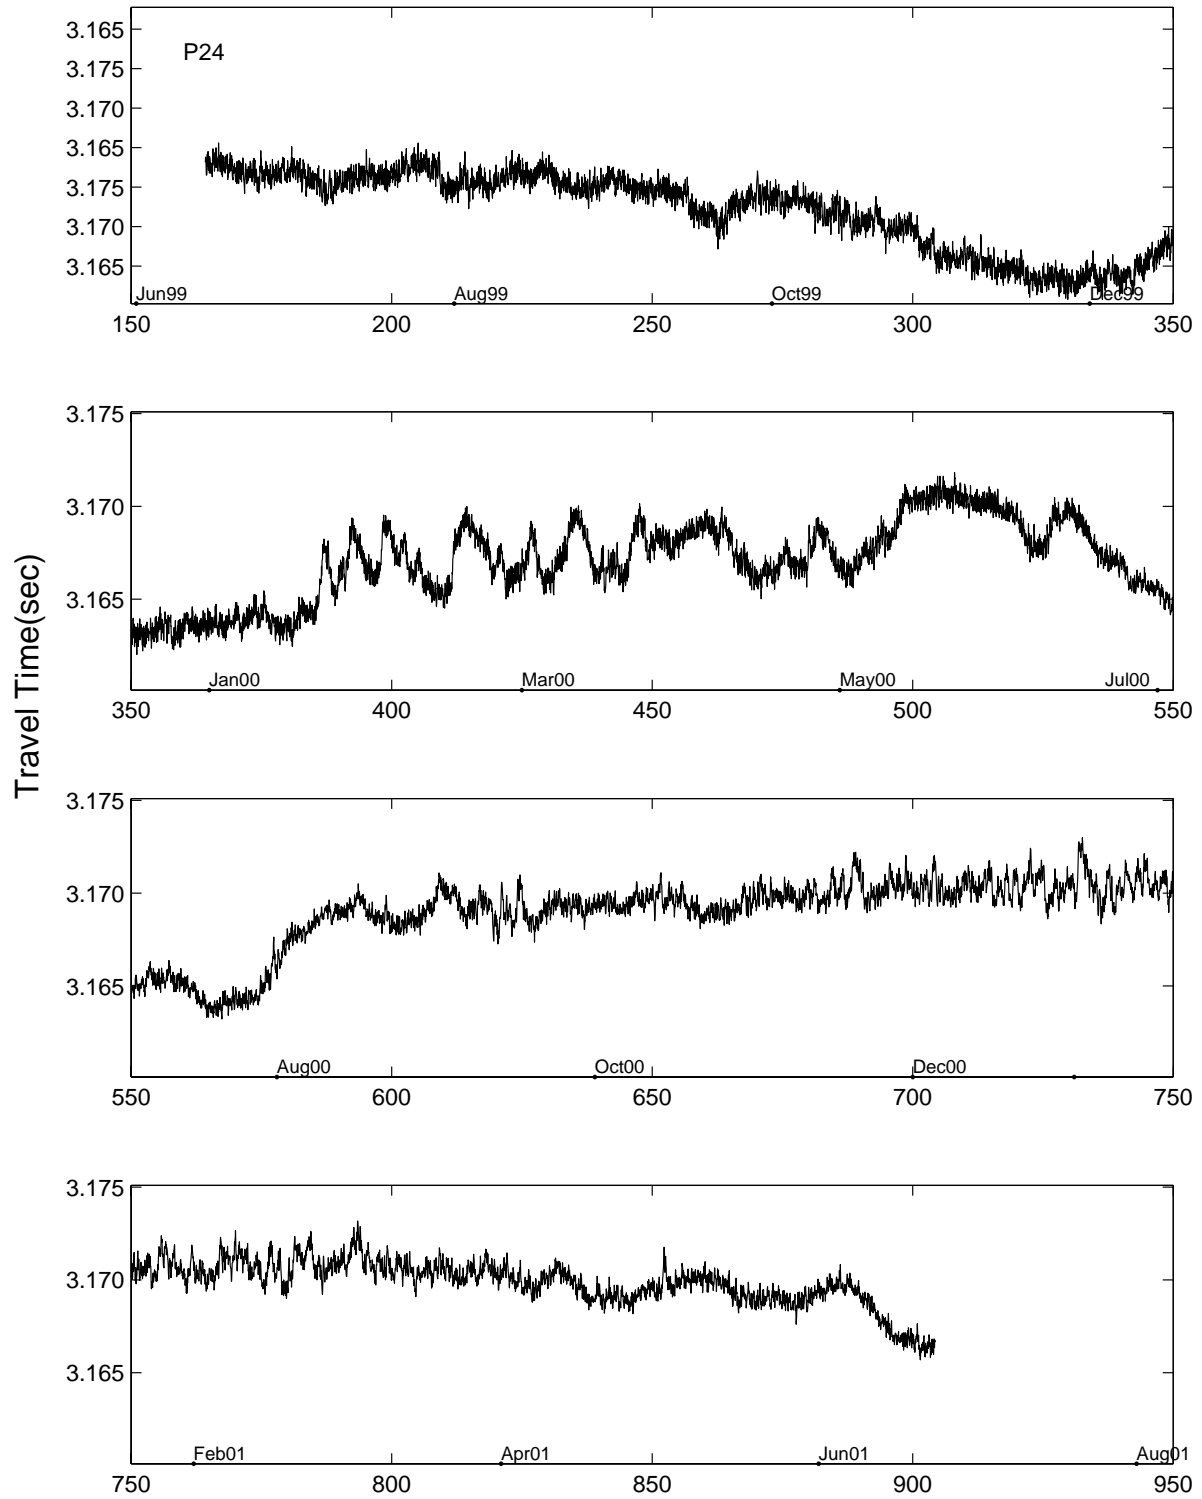 3.165
P24
3.175
3.170
3.165
3.175
3.170
3.165
Jun99 Aug99 Oct99 Dec99
150 200 250 300 350
3.175
3.170
3.165
Jan00 Mar00 May00 Jul00
350 400 450 500 550
Travel Time(sec)
3.175
3.170
3.165
Aug00 Oct00 Dec00
550 600 650 700 750
3.175
3.170
3.165
Feb01 Apr01 Jun01 Aug01
750 800 850 900 950